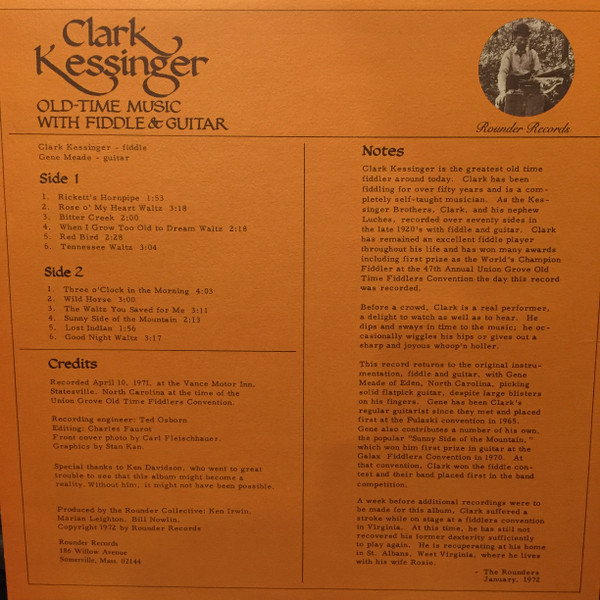 Clark
Kessinger
OLD-TIME MUSIC
WITH FIDDLE & GUITAR
Rounder Records
Clark Kessinger - fiddle
Gene Meade - guitar
Side 1
1. Rickett's Hornpipe 1:53
2. Rose o' My Heart Waltz 3:18
3. Bitter Creek 2:00
4. When I Grow Too Old to Dream Waltz 2:18
5. Red Bird 2:28
6. Tennessee Waltz 3:04
Side 2
1. Three o'Clock in the Morning 4:05
2. Wild Horse 3:00
3. The Waltz You Saved for Me 3:11
4. Sunny Side of the Mountain 2:13
5. Lost Indian 1:56
6. Good Night Waltz 3:17
Credits
Recorded April 10, 1971, at the Vance Motor Inn,
Statesville, North Carolina at the time of the
Union Grove Old Time Fiddlers Convention.
Recording engineer: Ted Osborn
Editing: Charles Faurot
Front cover photo by Carl Fleischhauer.
Graphics by Stan Kan.
Special thanks to Ken Davidson, who went to great
trouble to see that this album might become a
reality. Without him, it might not have been possible.
Produced by the Rounder Collective: Ken Irwin,
Marian Leighton, Bill Nowlin.
Copyright 1972 by Rounder Records
Rounder Records
186 Willow Avenue
Somerville, Mass. 02144
Notes
Clark Kessinger is the greatest old time
fiddler around today. Clark has been
fiddling for over fifty years and is a com-
pletely self-taught musician. As the Kes-
singer Brothers, Clark, and his nephew
Luches, recorded over seventy sides in
the late 1920's with fiddle and guitar. Clark
has remained an excellent fiddle player
throughout his life and has won many awards
including first prize as the World's Champion
Fiddler at the 47th Annual Union Grove Old
Time Fiddlers Convention the day this record
was recorded.
Before a crowd, Clark is a real performer,
a delight to watch as well as to hear. He
dips and sways in time to the music; he oc-
casionally wiggles his hips or gives out a
sharp and joyous whoop'n holler.
This record returns to the original instru-
mentation, fiddle and guitar, with Gene
Meade of Eden, North Carolina, picking
solid flatpick guitar, despite large blisters
on his fingers. Gene has been Clark's
regular guitarist since they met and placed
first at the Pulaski convention in 1965.
Gene also contributes a number of his own,
the popular "Sunny Side of the Mountain,"
which won him first prize in guitar at the
Galax Fiddlers Convention in 1970. At
that convention, Clark won the fiddle con-
test and their band placed first in the band
competition.
A week before additional recordings were to
be made for this album, Clark suffered a
stroke while on stage at a fiddlers convention
in Virginia. At this time, he has still not
recovered his former dexterity sufficiently
to play again. He is recuperating at his home
in St. Albans, West Virginia, where he lives
with his wife Rosie.
- The Rounders
January, 1972